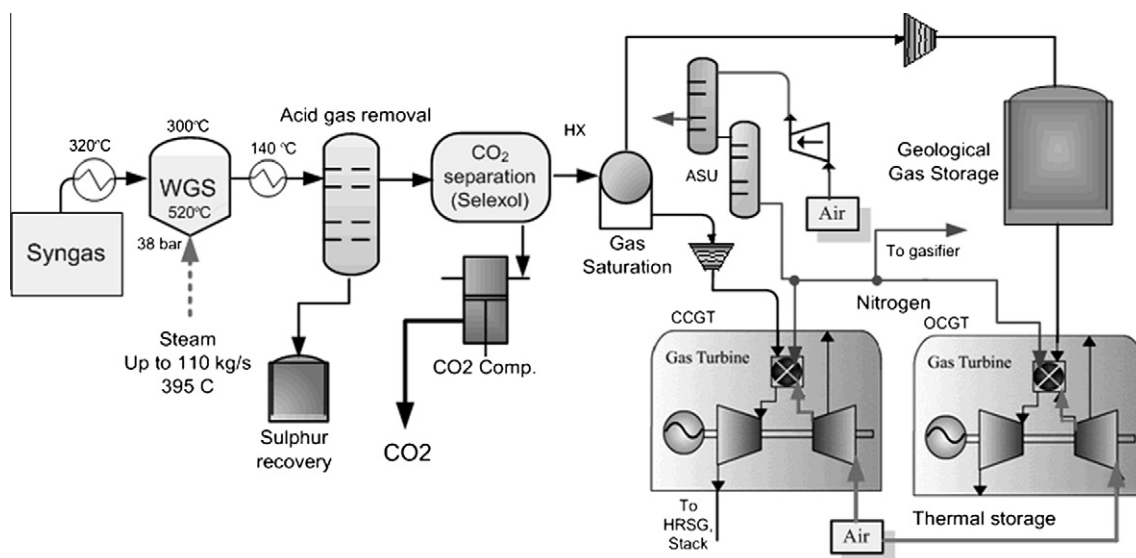 320°C
300°C
WGS
520°C
38 bar
140 °C
Syngas
Steam
Up to 110 kg/s
395 C
Acid gas removal
Sulphur
recovery
CO₂
separation
(Selexol)
CO2 Comp.
CO2
HX
Gas
Saturation
ASU
Air
Geological
Gas Storage
To gasifier
Nitrogen
CCGT
Gas Turbine
To
HRSG,
Stack
OCGT
Gas Turbine
Thermal storage
Air